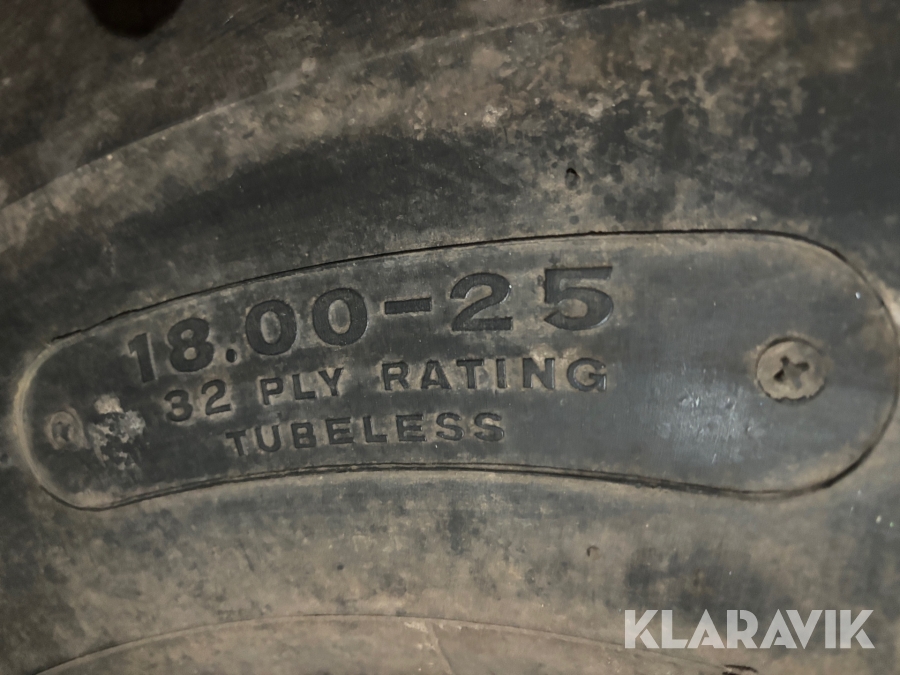 18.00-25
32 PLY RATING
TUBELESS
KLARAVIK